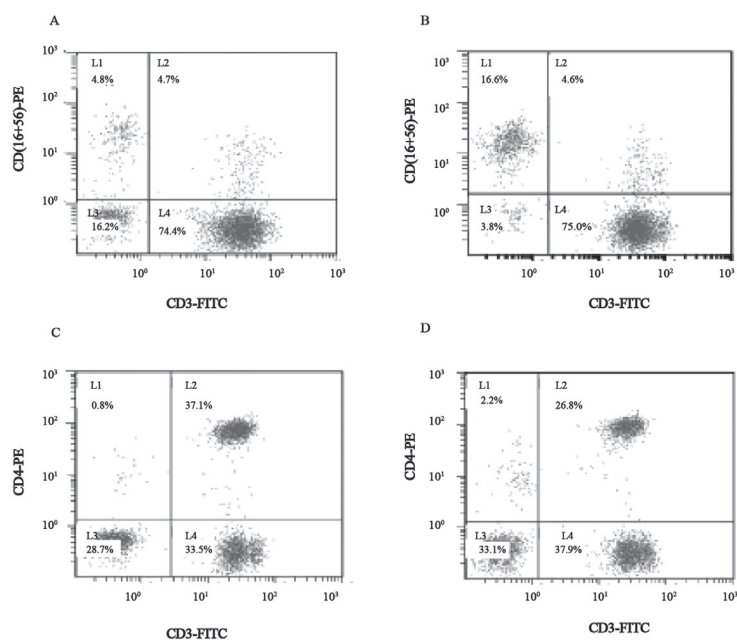 A
10³
10²
10¹
10⁰
CD(16+56)-PE
L1
4.8%
L2
4.7%
L3
16.2%
L4
74.4%
10⁰ 10¹ 10² 10³
CD3-FITC
B
10³
10²
10¹
10⁰
CD(16+56)-PE
L1
16.6%
L2
4.6%
L3
3.8%
L4
75.0%
10⁰ 10¹ 10² 10³
CD3-FITC
C
10³
10²
10¹
10⁰
CD4-PE
L1
0.8%
L2
37.1%
L3
28.7%
L4
33.5%
10⁰ 10¹ 10² 10³
CD3-FITC
D
10³
10²
10¹
10⁰
CD4-PE
L1
2.2%
L2
26.8%
L3
33.1%
L4
37.9%
10⁰ 10¹ 10² 10³
CD3-FITC